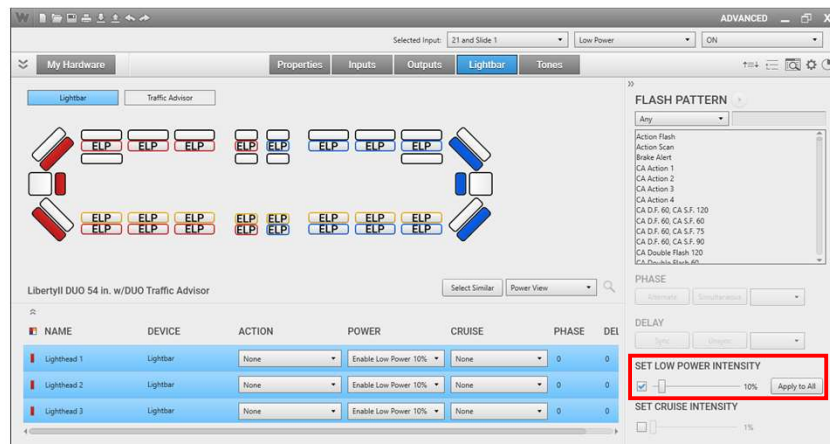 W ADVANCED
Selected Input: 21 and Slide 1 Low Power ON
My Hardware Properties Inputs Outputs Lightbar Tones
Lightbar Traffic Advisor
ELP ELP ELP ELP ELP ELP ELP ELP
ELP ELP ELP ELP ELP ELP ELP ELP
ELP ELP ELP ELP ELP ELP ELP ELP
LibertyII DUO 54 in. w/DUO Traffic Advisor Select Similar Power View
NAME DEVICE ACTION POWER CRUISE PHASE DEL
Lighthead 1 Lightbar None Enable Low Power 10% None 0 0
Lighthead 2 Lightbar None Enable Low Power 10% None 0 0
Lighthead 3 Lightbar None Enable Low Power 10% None 0 0
FLASH PATTERN
Any
Action Flash
Action Scan
Brake Alert
CA Action 1
CA Action 2
CA Action 3
CA Action 4
CA D.F. 60, CA S.F. 120
CA D.F. 60, CA S.F. 60
CA D.F. 60, CA S.F. 75
CA D.F. 60, CA S.F. 90
CA Double Flash 120
CA Double Flash 60
PHASE
Alternate Simultaneous
DELAY
Sync
SET LOW POWER INTENSITY
10% Apply to All
SET CRUISE INTENSITY
1%